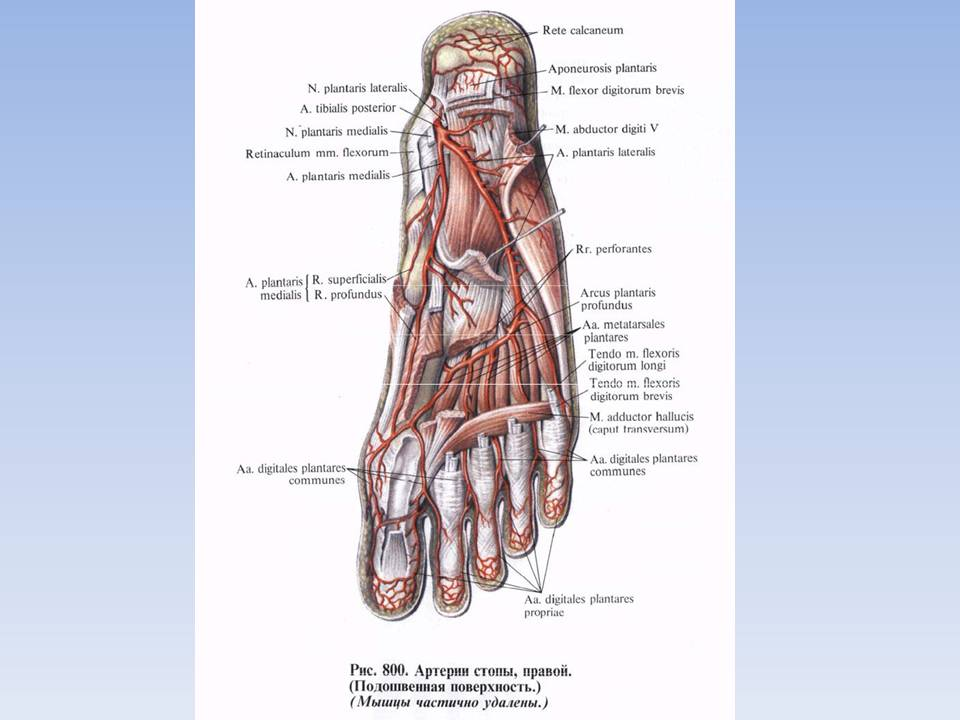 Rete calcaneum
Aponeurosis plantaris
M. flexor digitorum brevis
M. abductor digiti V
A. plantaris lateralis
N. plantaris lateralis
A. tibialis posterior
N. plantaris medialis
Retinaculum mm. flexorum
A. plantaris medialis
A. plantaris medialis { R. superficialis
R. profundus
Rr. perforantes
Arcus plantaris
profundus
Aa. metatarsales
plantares
Tendo m. flexoris
digitorum longi
Tendo m. flexoris
digitorum brevis
M. adductor hallucis
(caput transversum)
Aa. digitales plantares
communes
Aa. digitales plantares
communes
Aa. digitales plantares
propriae
Рис. 800. Артерии стопы, правой.
(Подошвенная поверхность.)
(Мышцы частично удалены.)